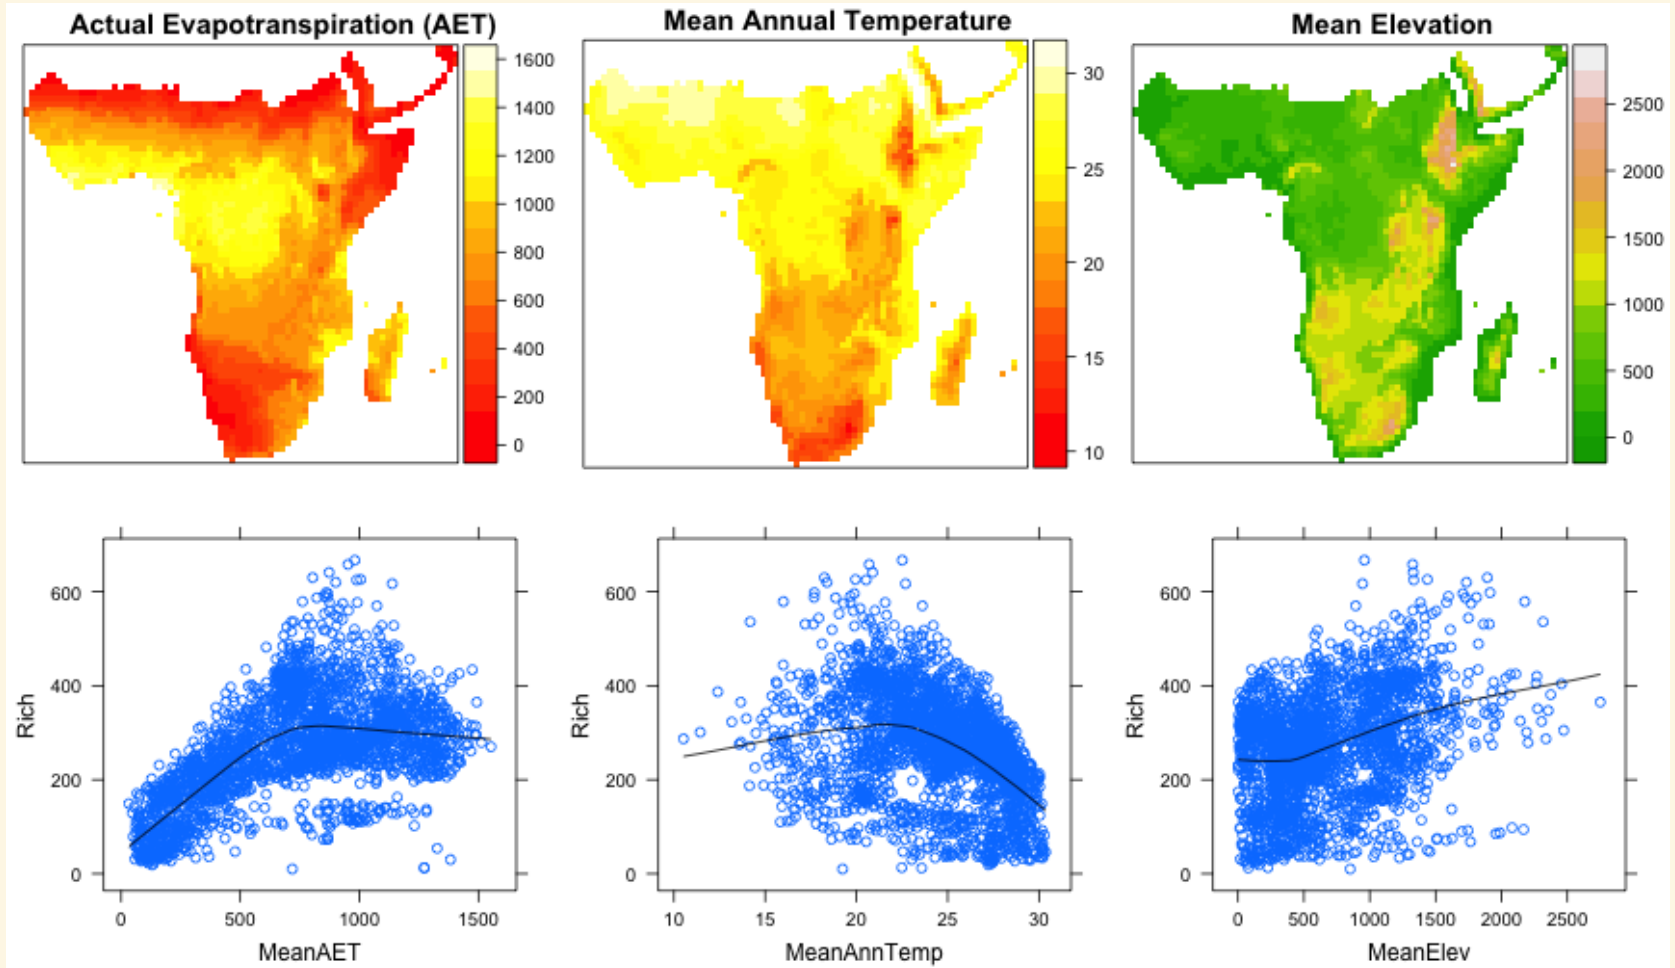 Actual Evapotranspiration (AET)
Mean Annual Temperature
Mean Elevation
1600
1400
1200
1000
800
600
400
200
0
30
25
20
15
10
2500
2000
1500
1000
500
0
Rich
600
400
200
0
0 500 1000 1500
MeanAET
Rich
600
400
200
0
10 15 20 25 30
MeanAnnTemp
Rich
600
400
200
0
0 500 1000 1500 2000 2500
MeanElev